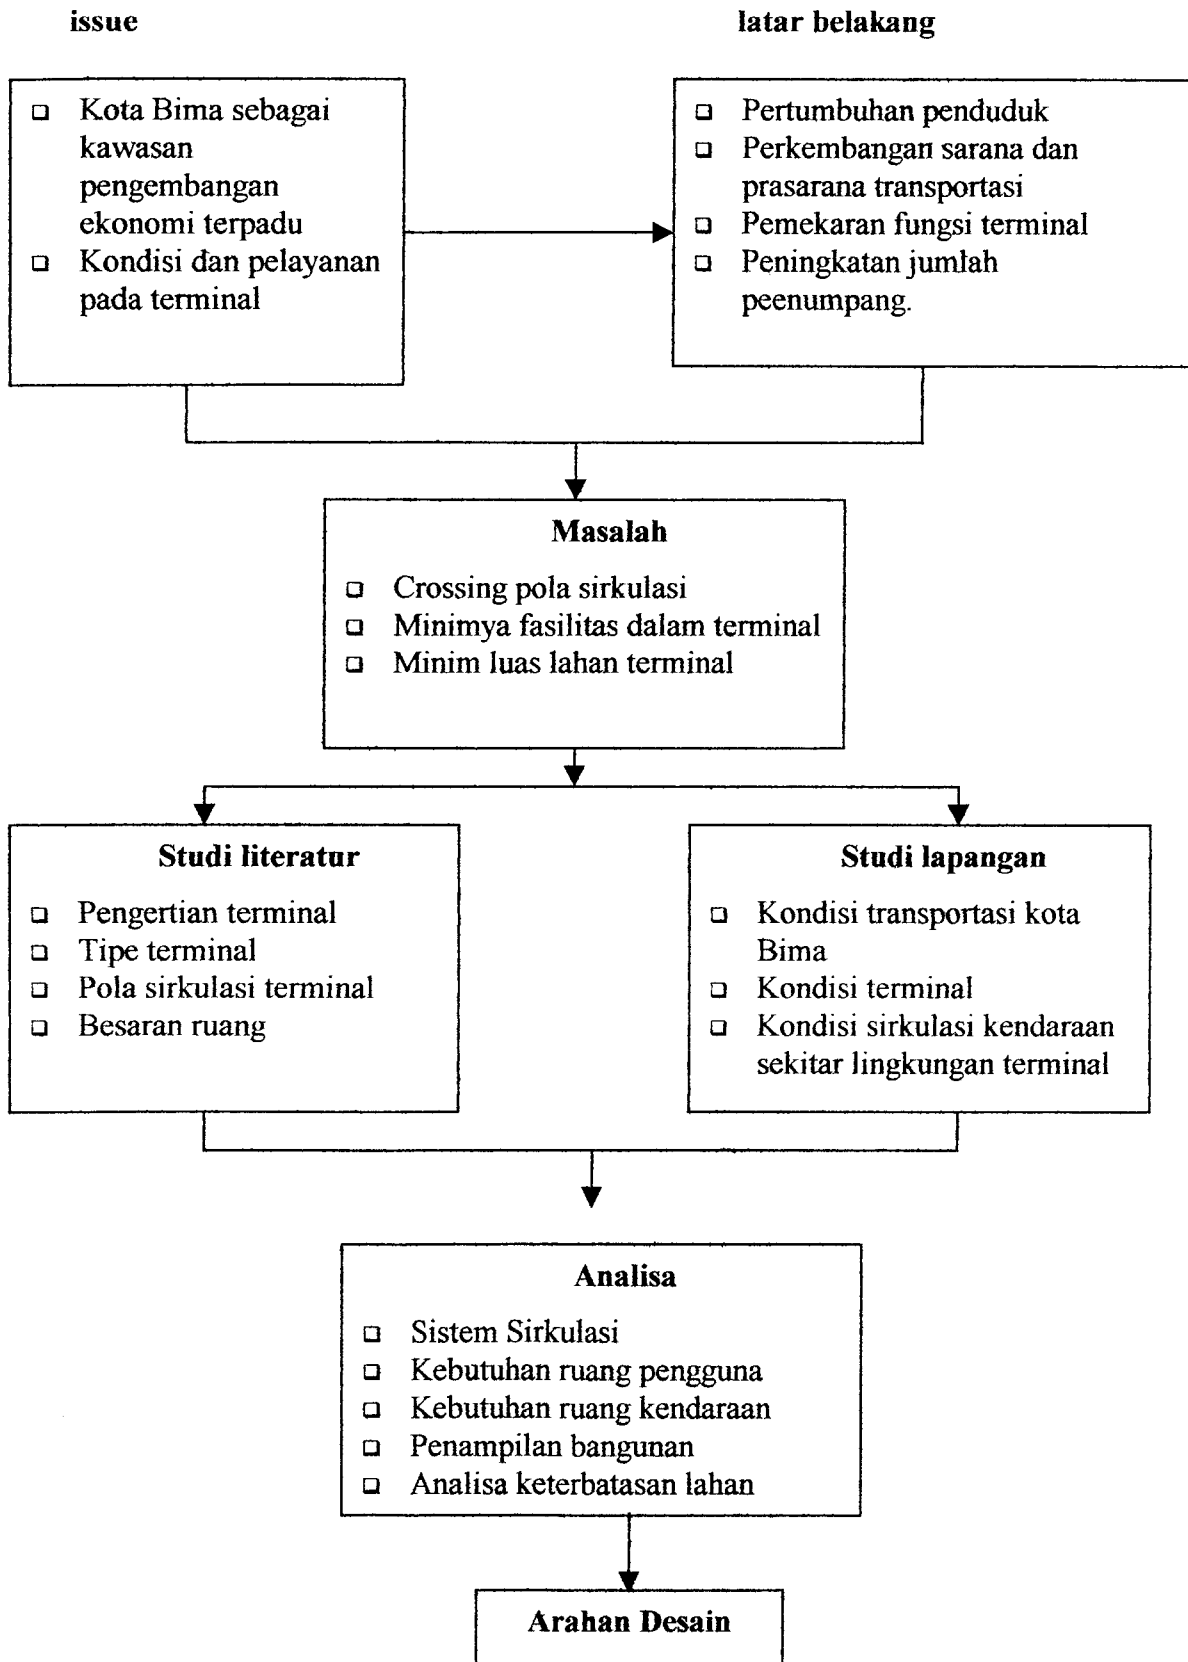 issue
latar belakang
Kota Bima sebagai
kawasan
pengembangan
ekonomi terpadu
Kondisi dan pelayanan
pada terminal
Pertumbuhan penduduk
Perkembangan sarana dan
prasarana transportasi
Pemekaran fungsi terminal
Peningkatan jumlah
peenumpang.
Masalah
Crossing pola sirkulasi
Minimya fasilitas dalam terminal
Minim luas lahan terminal
Studi literatur
Pengertian terminal
Tipe terminal
Pola sirkulasi terminal
Besaran ruang
Studi lapangan
Kondisi transportasi kota
Bima
Kondisi terminal
Kondisi sirkulasi kendaraan
sekitar lingkungan terminal
Analisa
Sistem Sirkulasi
Kebutuhan ruang pengguna
Kebutuhan ruang kendaraan
Penampilan bangunan
Analisa keterbatasan lahan
Arahan Desain